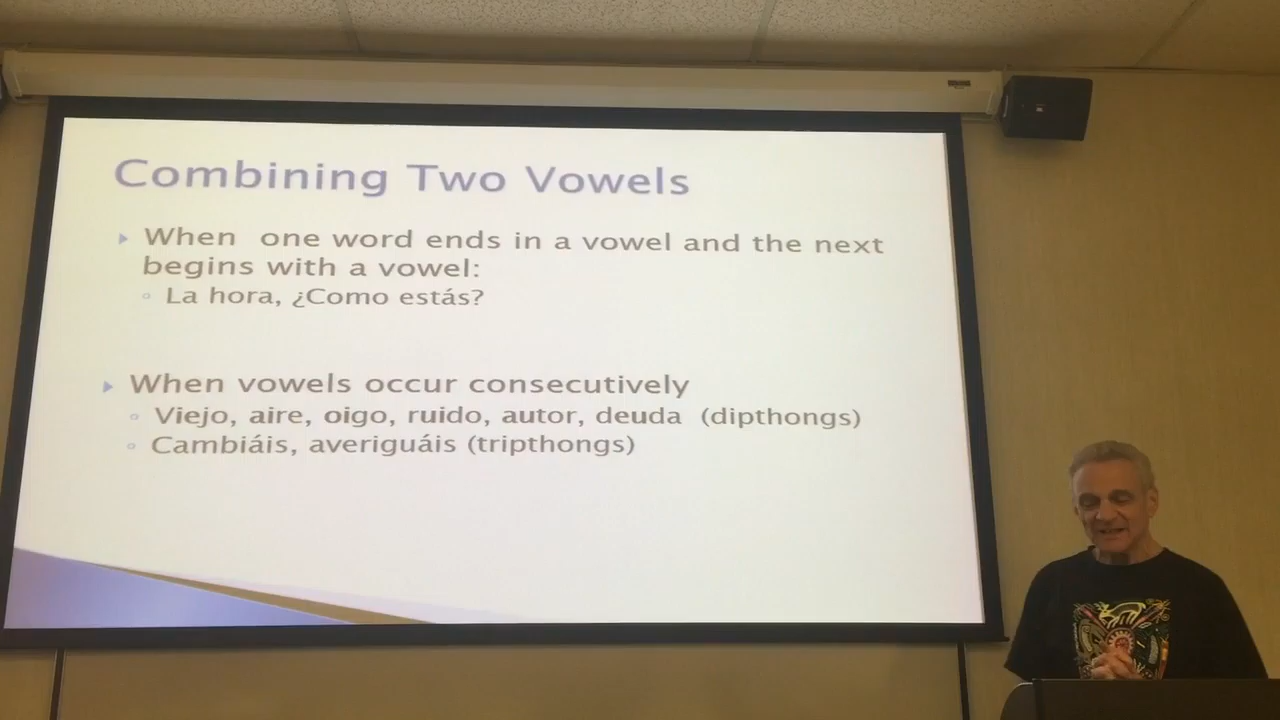 Combining Two Vowels
When one word ends in a vowel and the next
begins with a vowel:
La hora, ¿Como estás?
When vowels occur consecutively
Viejo, aire, oigo, ruido, autor, deuda (dipthongs)
Cambiáis, averiguáis (tripthongs)